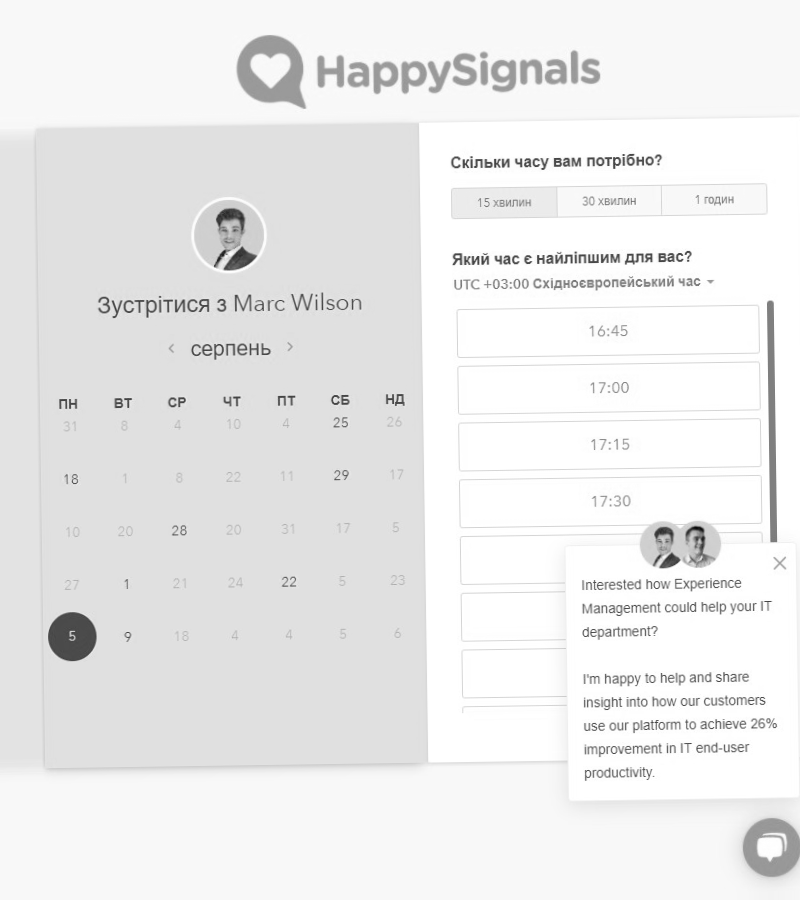 HappySignals
Зустрітися з Marc Wilson
серпень
ПН ВТ СР ЧТ ПТ СБ НД
31 8 4 10 4 25 26
18 1 8 22 11 29 17
10 20 28 20 31 17 5
27 1 21 24 22 5 23
5 9 18 4 4 5 6
Скільки часу вам потрібно?
15 хвилин 30 хвилин 1 годин
Який час є найліпшим для вас?
UTC +03:00 Східноєвропейський час
16:45
17:00
17:15
17:30
Interested how Experience
Management could help your IT
department?
I'm happy to help and share
insight into how our customers
use our platform to achieve 26%
improvement in IT end-user
productivity.